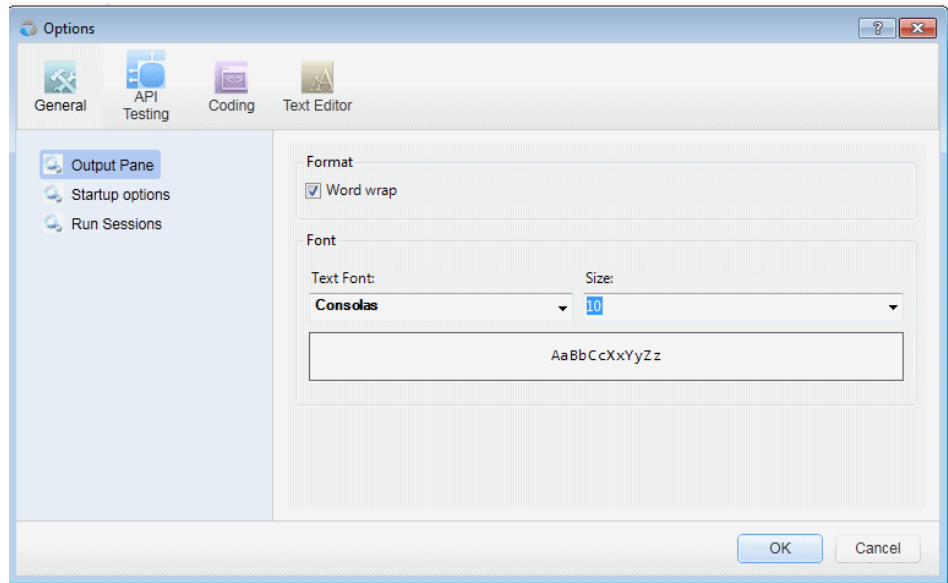 Options
?
General
API
Testing
Coding
Text Editor
Output Pane
Startup options
Run Sessions
Format
Word wrap
Font
Text Font:
Size:
Consolas
10
AaBbCcXxYyZz
OK
Cancel